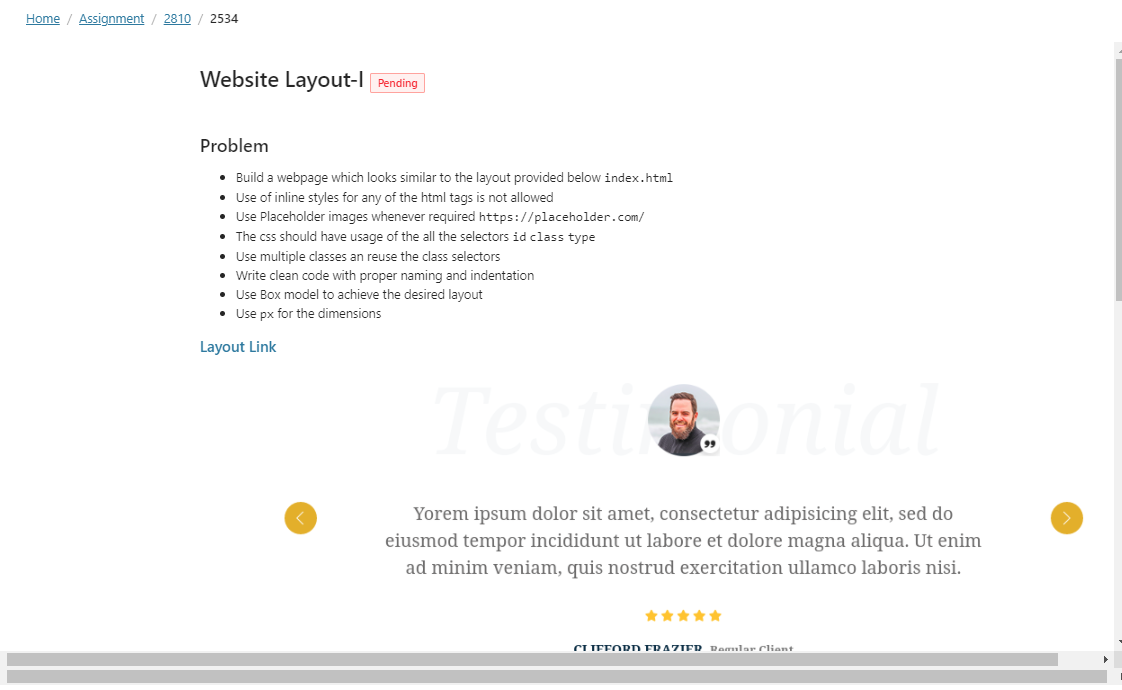 Home / Assignment / 2810 / 2534
Website Layout-I Pending
Problem
Build a webpage which looks similar to the layout provided below index.html
Use of inline styles for any of the html tags is not allowed
Use Placeholder images whenever required https://placeholder.com/
The css should have usage of the all the selectors id class type
Use multiple classes an reuse the class selectors
Write clean code with proper naming and indentation
Use Box model to achieve the desired layout
Use px for the dimensions
Layout Link
Testimonial
Yorem ipsum dolor sit amet, consectetur adipisicing elit, sed do
eiusmod tempor incididunt ut labore et dolore magna aliqua. Ut enim
ad minim veniam, quis nostrud exercitation ullamco laboris nisi.
CLIFFORD FRAZIER Regular Client